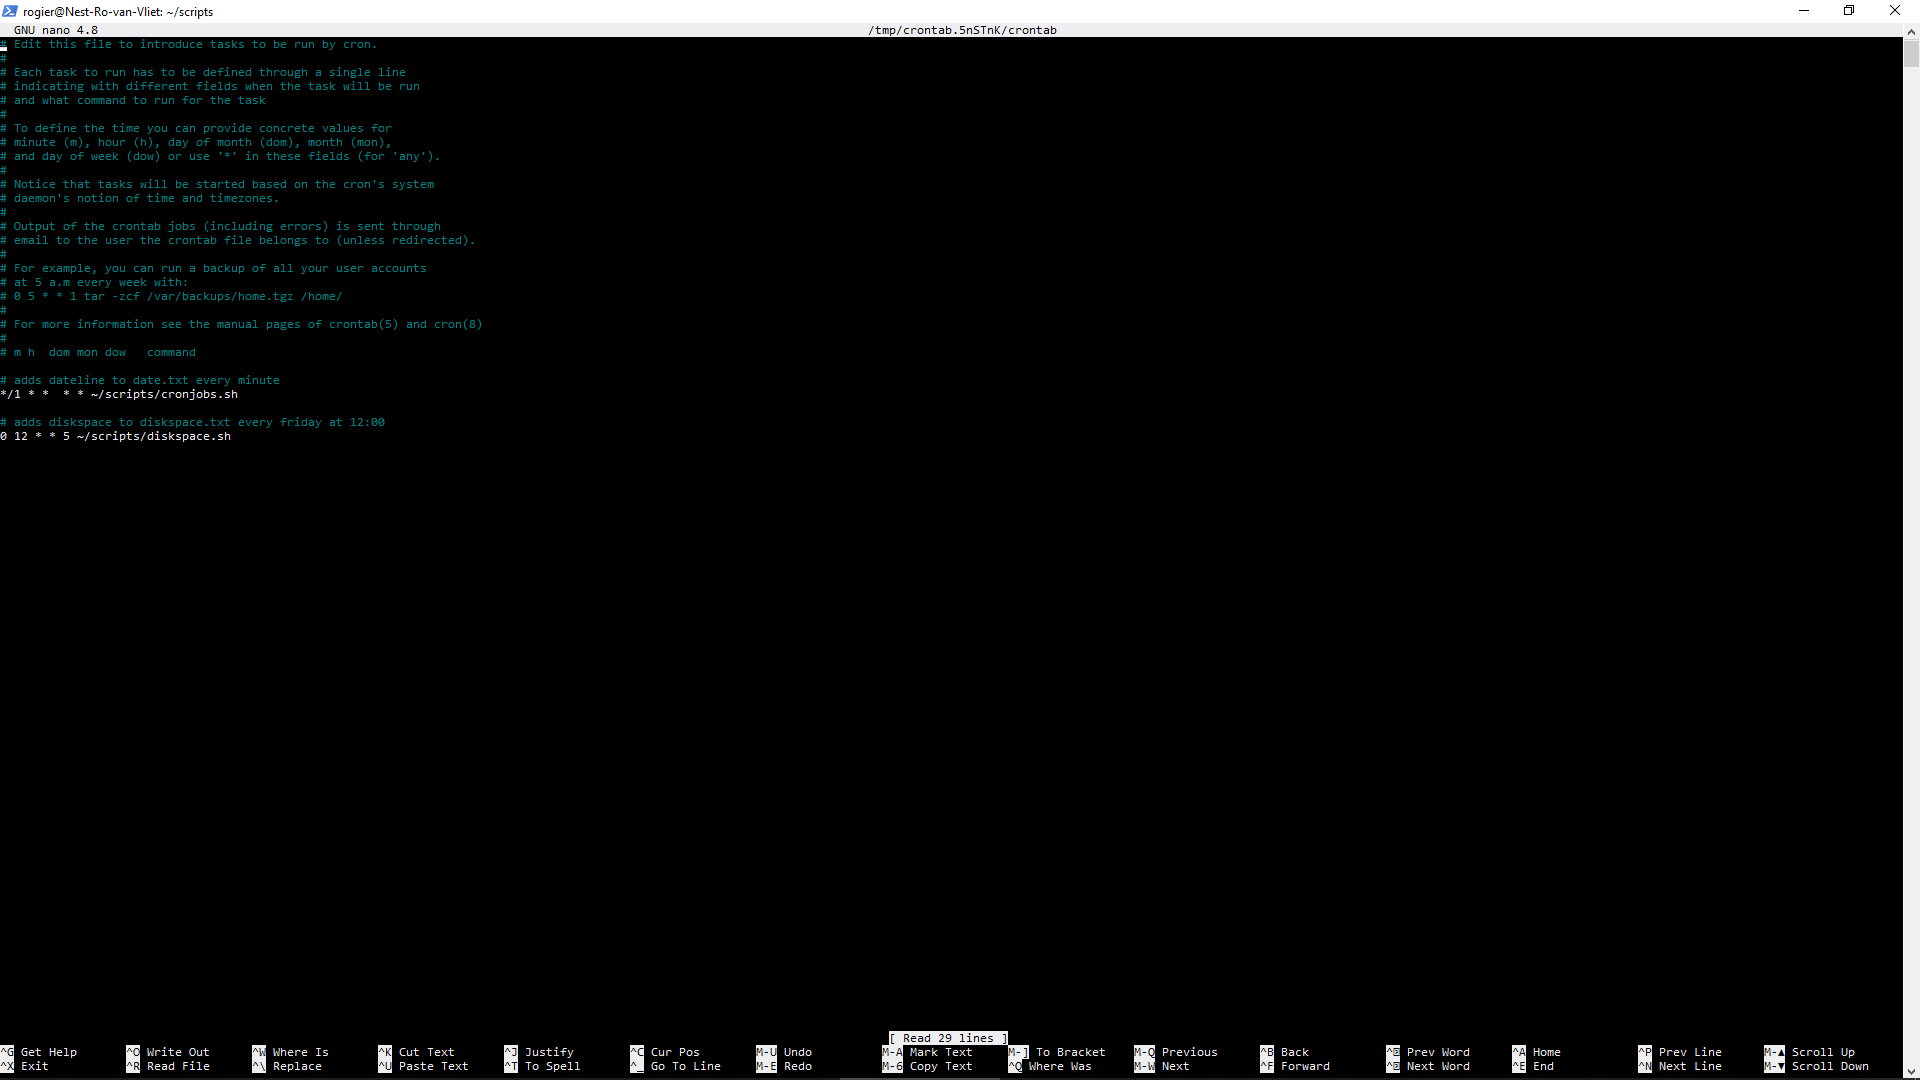 rogier@Nest-Ro-van-Vliet: ~/scripts
GNU nano 4.8 /tmp/crontab.5nSTnK/crontab
# Edit this file to introduce tasks to be run by cron.
#
# Each task to run has to be defined through a single line
# indicating with different fields when the task will be run
# and what command to run for the task
#
# To define the time you can provide concrete values for
# minute (m), hour (h), day of month (dom), month (mon),
# and day of week (dow) or use '*' in these fields (for 'any').
#
# Notice that tasks will be started based on the cron's system
# daemon's notion of time and timezones.
#
# Output of the crontab jobs (including errors) is sent through
# email to the user the crontab file belongs to (unless redirected).
#
# For example, you can run a backup of all your user accounts
# at 5 a.m every week with:
# 0 5 * * 1 tar -zcf /var/backups/home.tgz /home/
#
# For more information see the manual pages of crontab(5) and cron(8)
#
# m h  dom mon dow   command
# adds dateline to date.txt every minute
*/1 * *  * * ~/scripts/cronjobs.sh
# adds diskspace to diskspace.txt every friday at 12:00
0 12 * * 5 ~/scripts/diskspace.sh
[ Read 29 lines ]
^G Get Help ^O Write Out ^W Where Is ^K Cut Text ^J Justify ^C Cur Pos M-U Undo M-A Mark Text M-] To Bracket M-Q Previous ^B Back ^ Prev Word ^A Home ^P Prev Line M-▲ Scroll Up
^X Exit ^R Read File ^\ Replace ^U Paste Text ^T To Spell ^_ Go To Line M-E Redo M-6 Copy Text ^Q Where Was M-W Next ^F Forward ^ Next Word ^E End ^N Next Line M-▼ Scroll Down